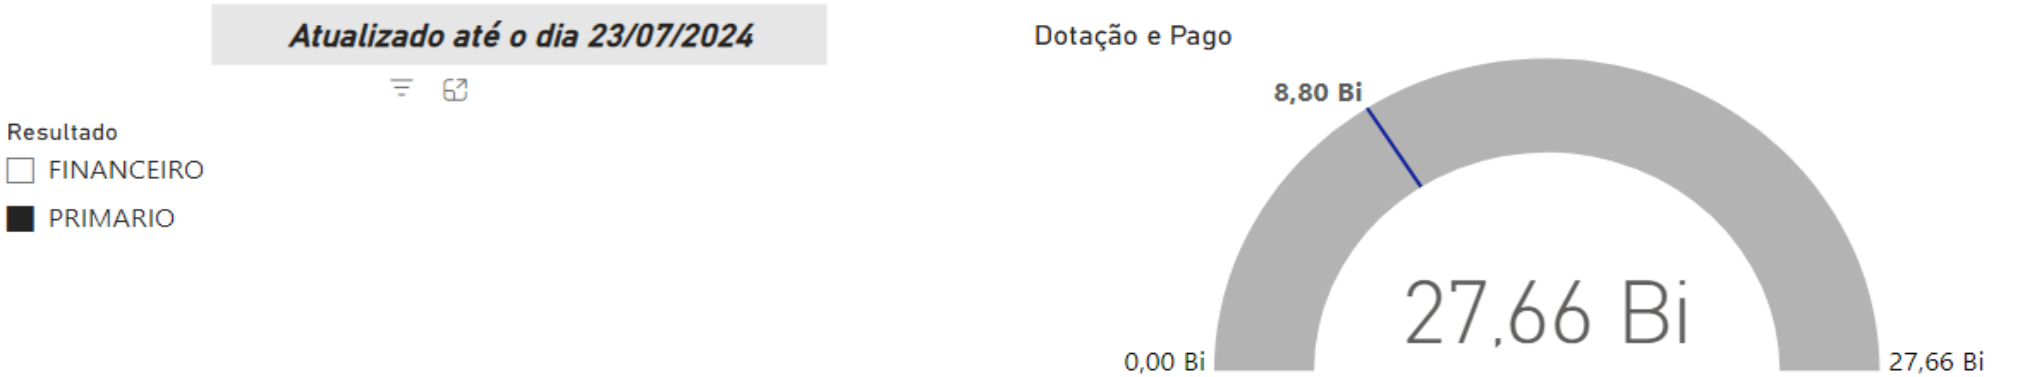 Atualizado até o dia 23/07/2024
Resultado
FINANCEIRO
PRIMARIO
Dotação e Pago
8,80 Bi
27,66 Bi
0,00 Bi
27,66 Bi